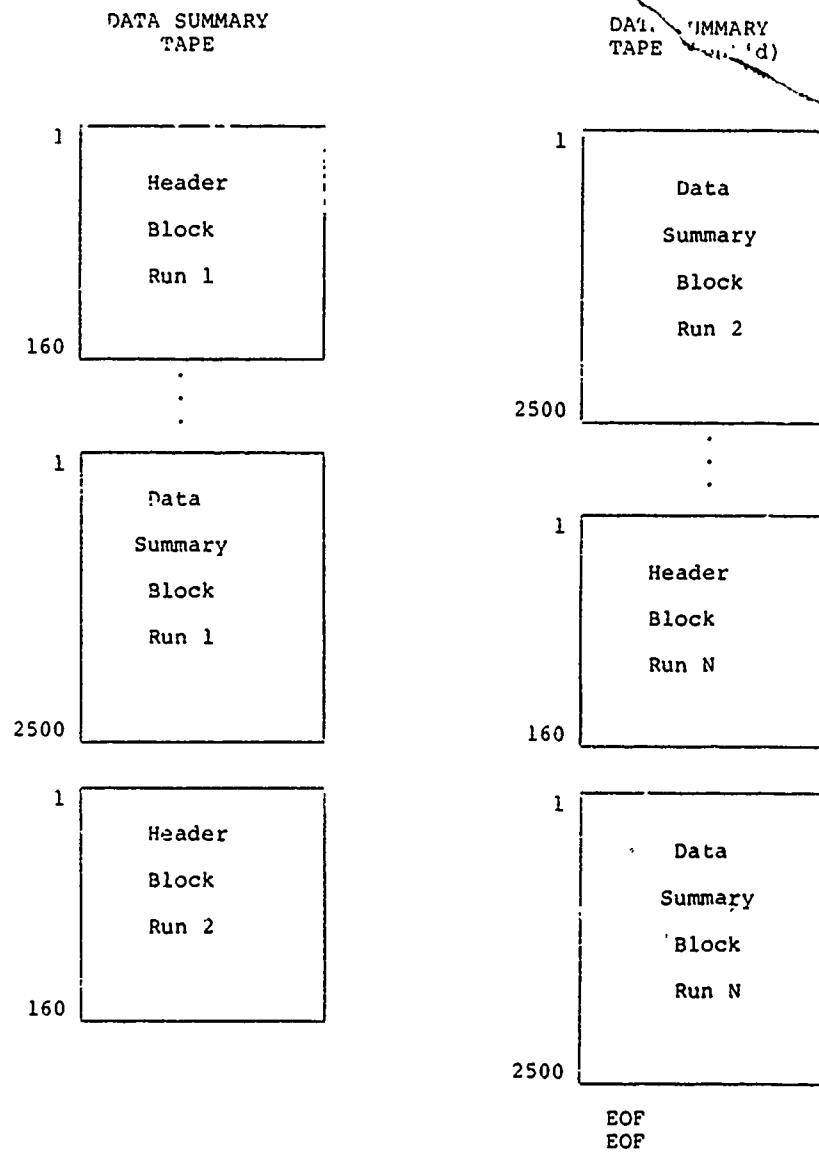 DATA SUMMARY
TAPE
1
Header
Block
Run 1
160
.
.
.
1
Data
Summary
Block
Run 1
2500
1
Header
Block
Run 2
160
TAPE
1
Data
Summary
Block
Run 2
2500
.
.
.
1
Header
Block
Run N
160
1
Data
Summary
Block
Run N
2500
EOF
EOF